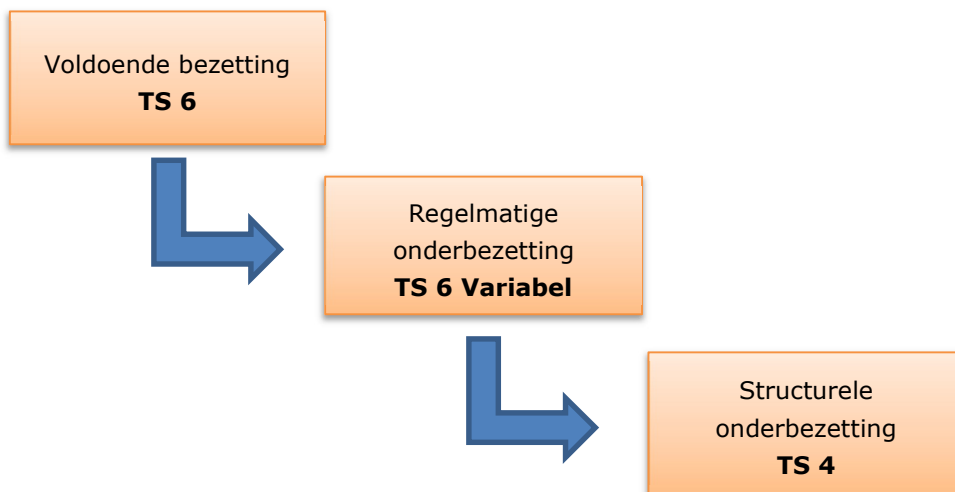 Voldoende bezetting
TS 6
Regelmatige
onderbezetting
TS 6 Variabel
Structurele
onderbezetting
TS 4